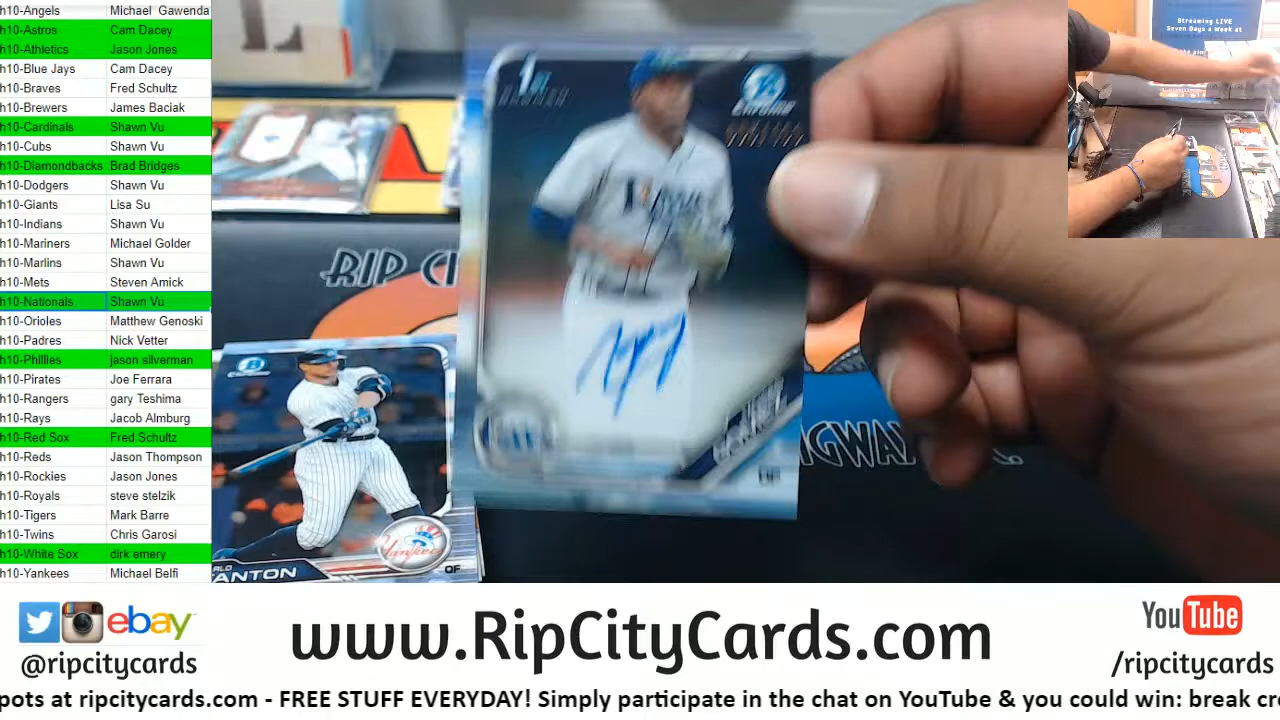 h10-Angels Michael Gawenda
h10-Astros Cam Dacey
h10-Athletics Jason Jones
h10-Blue Jays Cam Dacey
h10-Braves Fred Schultz
h10-Brewers James Baciak
h10-Cardinals Shawn Vu
h10-Cubs Shawn Vu
h10-Diamondbacks Brad Bridges
h10-Dodgers Shawn Vu
h10-Giants Lisa Su
h10-Indians Shawn Vu
h10-Mariners Michael Golder
h10-Marlins Shawn Vu
h10-Mets Steven Amick
h10-Nationals Shawn Vu
h10-Orioles Matthew Genoski
h10-Padres Nick Vetter
h10-Phillies jason silverman
h10-Pirates Joe Ferrara
h10-Rangers gary Teshima
h10-Rays Jacob Almburg
h10-Red Sox Fred Schultz
h10-Reds Jason Thompson
h10-Rockies Jason Jones
h10-Royals steve stelzik
h10-Tigers Mark Barre
h10-Twins Chris Garosi
h10-White Sox dirk emery
h10-Yankees Michael Belfi
Streaming LIVE
Seven Days a Week at
1st
CHROME
RIP CI
Yankees
ANTON
OF
ebay
@ripcitycards
www.RipCityCards.com
YouTube
/ripcitycards
pots at ripcitycards.com - FREE STUFF EVERYDAY! Simply participate in the chat on YouTube & you could win: break cre